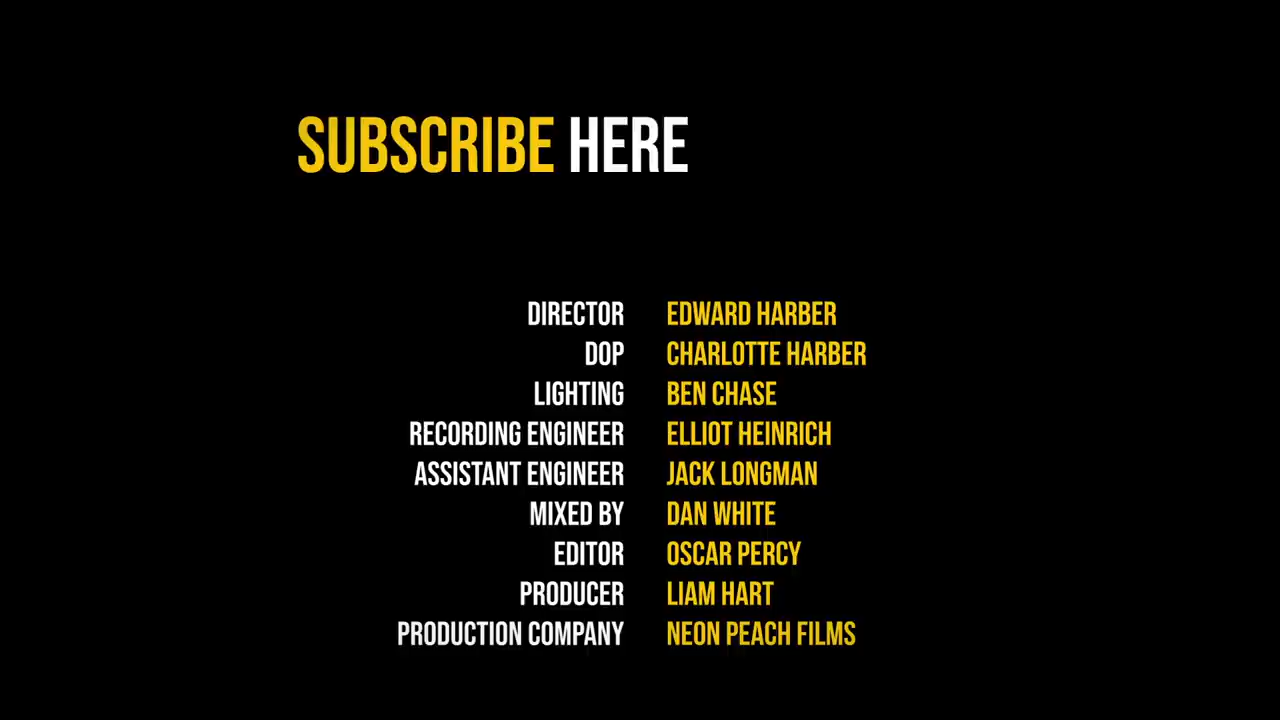 SUBSCRIBE HERE
DIRECTOR EDWARD HARBER
DOP CHARLOTTE HARBER
LIGHTING BEN CHASE
RECORDING ENGINEER ELLIOT HEINRICH
ASSISTANT ENGINEER JACK LONGMAN
MIXED BY DAN WHITE
EDITOR OSCAR PERCY
PRODUCER LIAM HART
PRODUCTION COMPANY NEON PEACH FILMS